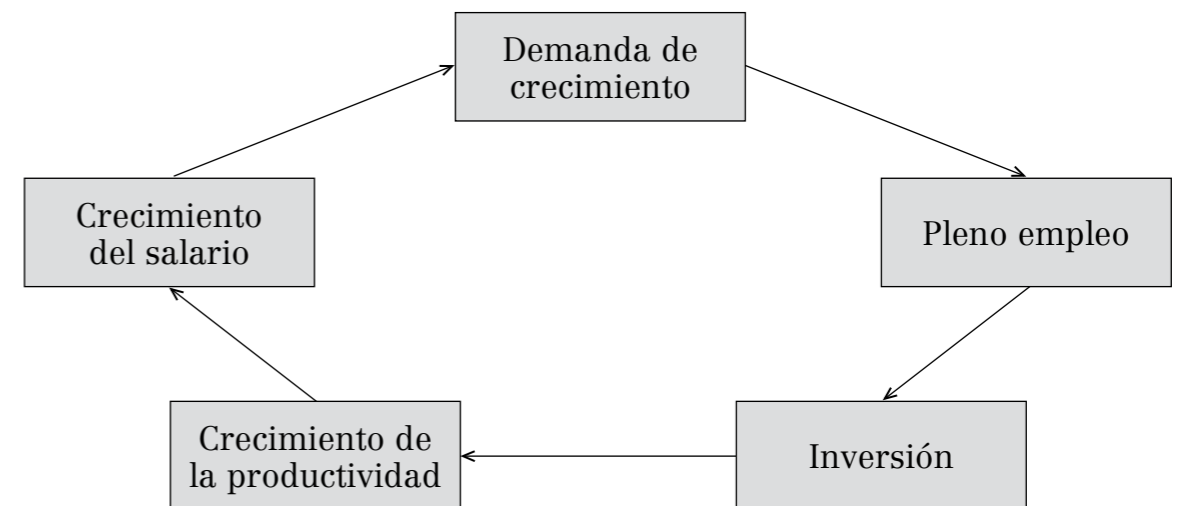 Demanda de
crecimiento
Crecimiento
del salario
Pleno empleo
Crecimiento de
la productividad
Inversión